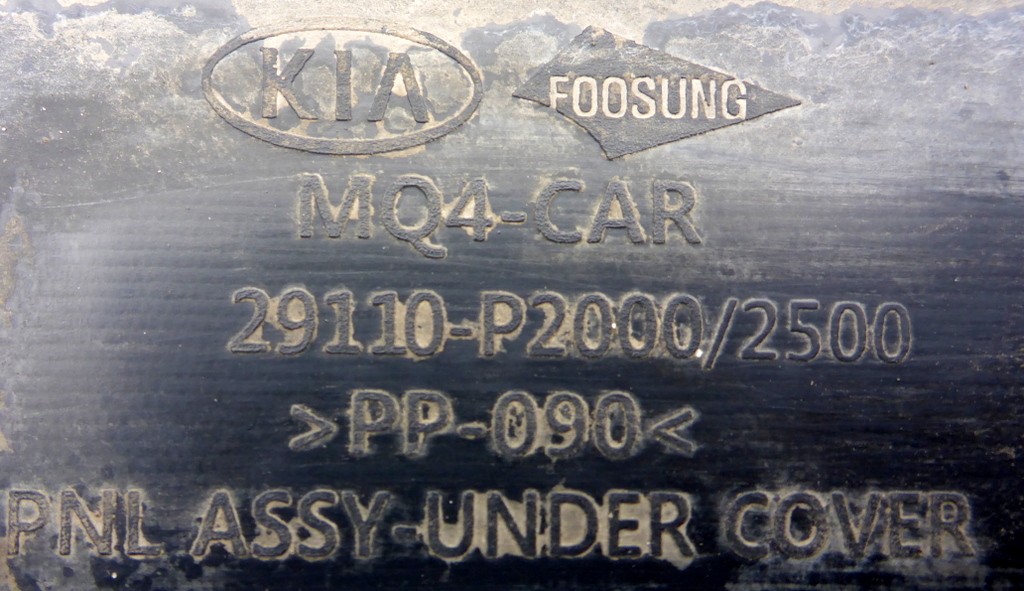 KIA FOOSUNG
MQ4-CAR
29110-P2000/2500
>PP-090<
PNL ASSY-UNDER COVER